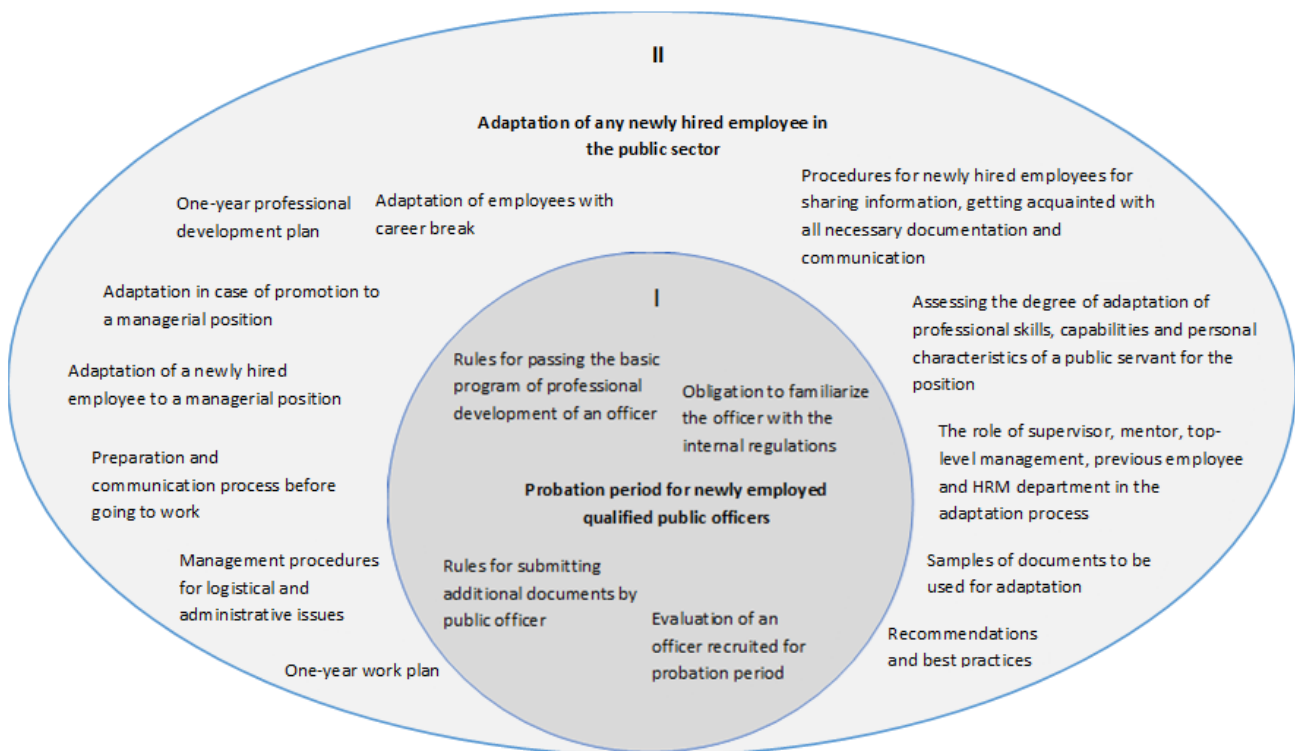 II
Adaptation of any newly hired employee in
the public sector
One-year professional
development plan
Adaptation of employees with
career break
Procedures for newly hired employees for
sharing information, getting acquainted with
all necessary documentation and
communication
Adaptation in case of promotion to
a managerial position
Adaptation of a newly hired
employee to a managerial position
Preparation and
communication process before
going to work
Management procedures
for logistical and
administrative issues
One-year work plan
I
Rules for passing the basic
program of professional
development of an officer
Obligation to familiarize
the officer with the
internal regulations
Probation period for newly employed
qualified public officers
Rules for submitting
additional documents by
public officer
Evaluation of an
officer recruited for
probation period
Assessing the degree of adaptation of
professional skills, capabilities and personal
characteristics of a public servant for the
position
The role of supervisor, mentor, top-
level management, previous employee
and HRM department in the
adaptation process
Samples of documents to be
used for adaptation
Recommendations
and best practices